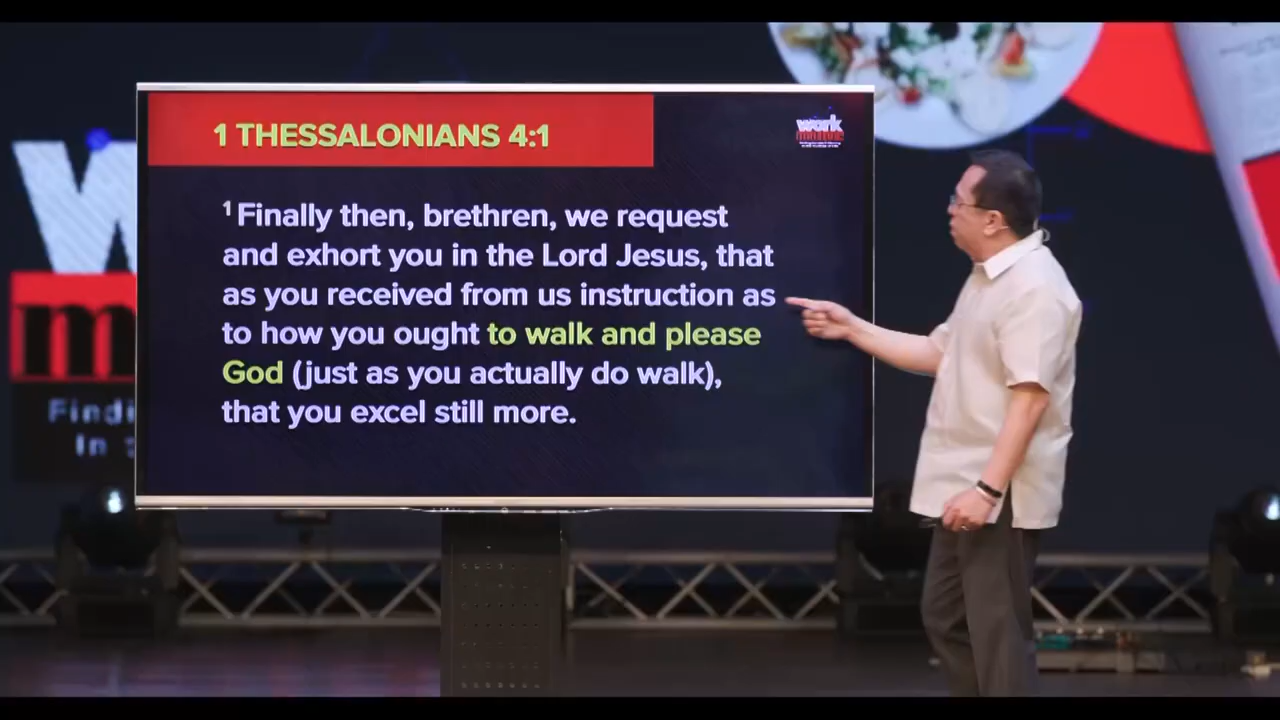 1 THESSALONIANS 4:1
work
1 Finally then, brethren, we request
and exhort you in the Lord Jesus, that
as you received from us instruction as
to how you ought to walk and please
God (just as you actually do walk),
that you excel still more.